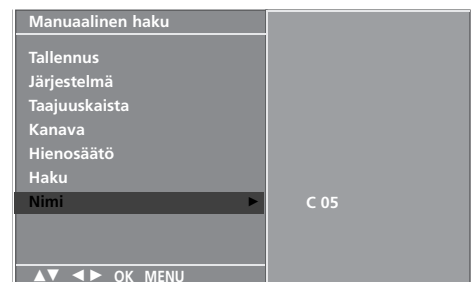 Manuaalinen haku
Tallennus
Järjestelmä
Taajuuskaista
Kanava
Hienosäätö
Haku
Nimi ► C 05
▲▼ ◄► OK MENU